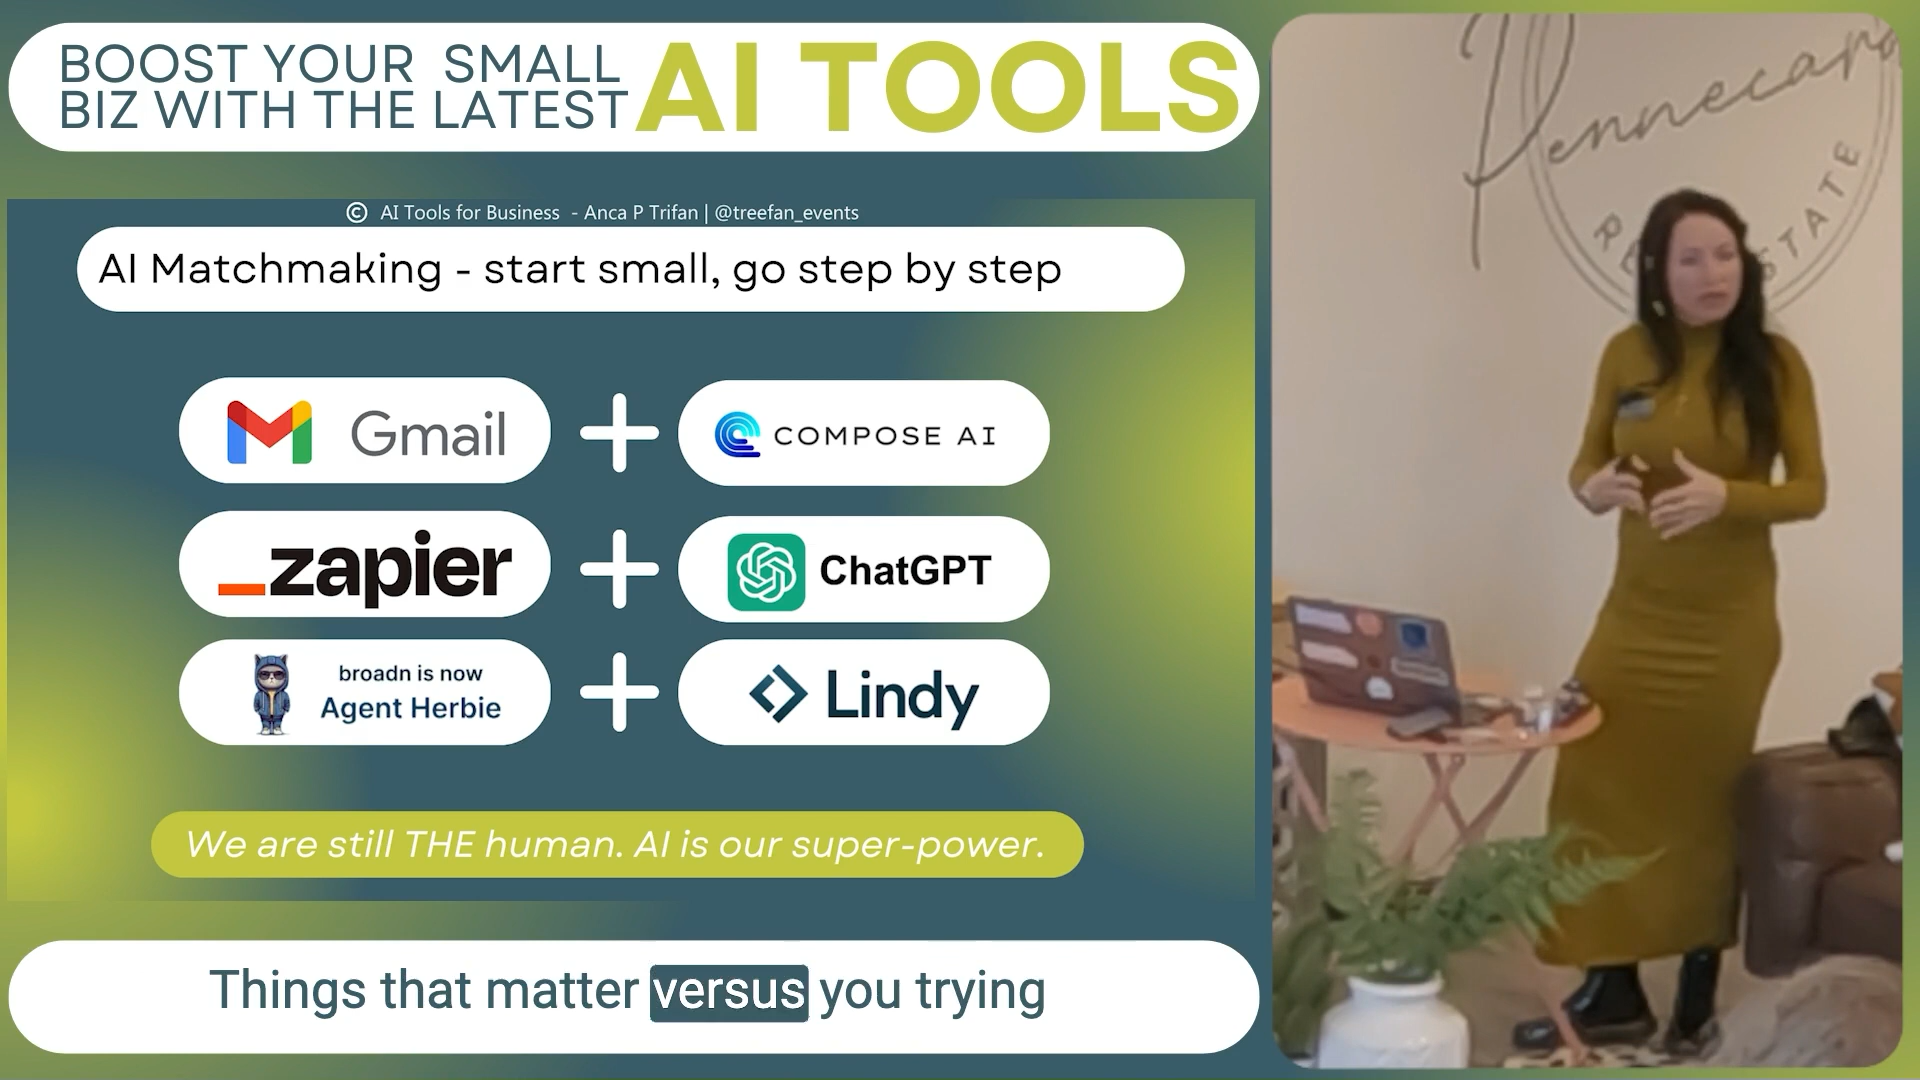 BOOST YOUR SMALL
BIZ WITH THE LATEST
AI TOOLS
© AI Tools for Business - Anca P Trifan | @treefan_events
AI Matchmaking - start small, go step by step
Gmail
COMPOSE AI
_zapier
ChatGPT
broadn is now
Agent Herbie
Lindy
We are still THE human. AI is our super-power.
Things that matter versus you trying
Pennecard